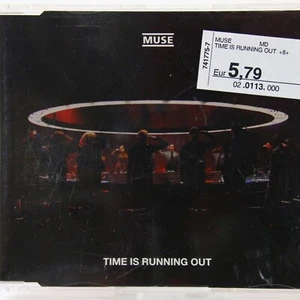 MUSE
741775-7
MUSE MD
TIME IS RUNNING OUT +8+
Eur 5,79
02 .0113. 000
TIME IS RUNNING OUT